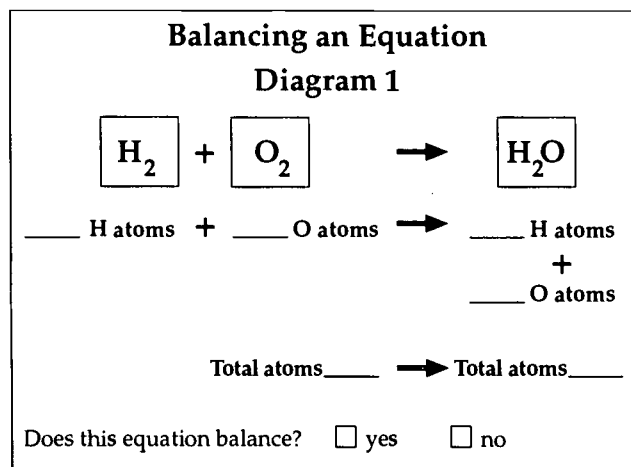 Balancing an Equation
Diagram 1
H₂ + O₂ → H₂O
____ H atoms + ____ O atoms → ____ H atoms
+
____ O atoms
Total atoms____ → Total atoms____
Does this equation balance? ☐ yes ☐ no